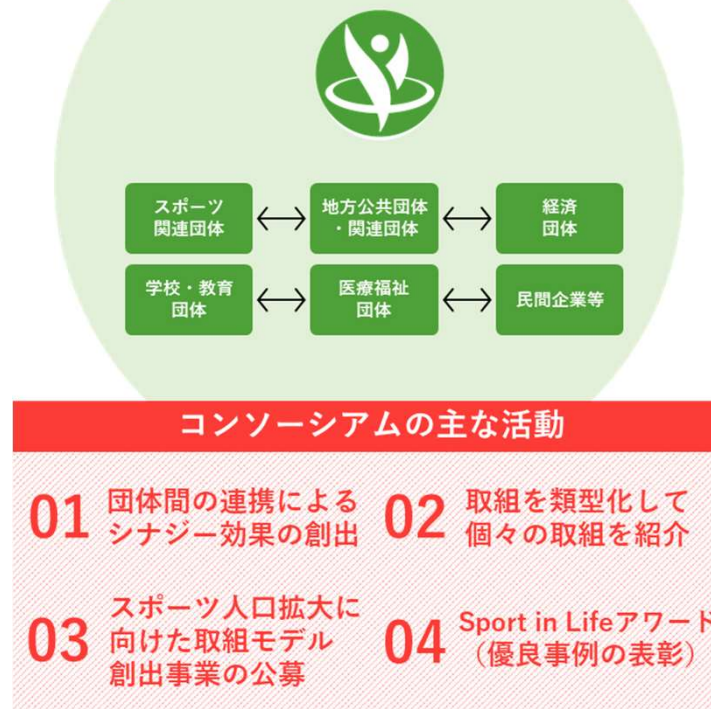 スポーツ
関連団体
地方公共団体
・関連団体
経済
団体
学校・教育
団体
医療福祉
団体
民間企業等
コンソーシアムの主な活動
01
団体間の連携による
シナジー効果の創出
02
取組を類型化して
個々の取組を紹介
03
スポーツ人口拡大に
向けた取組モデル
創出事業の公募
04
Sport in Lifeアワード
（優良事例の表彰）